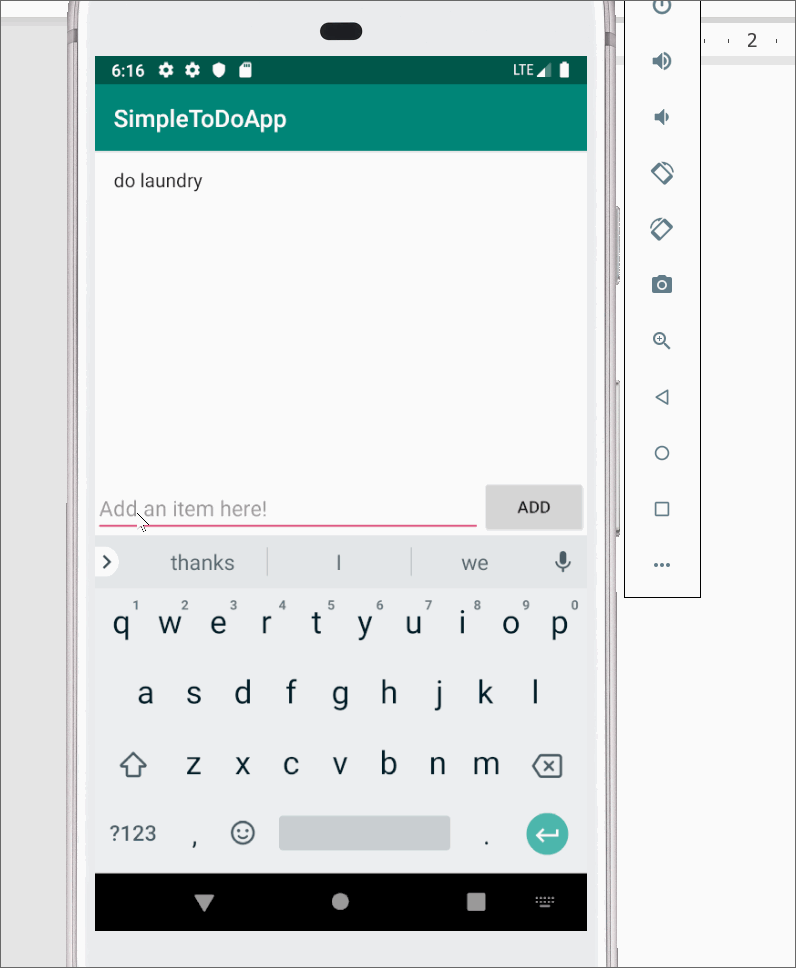 6:16 LTE
2
SimpleToDoApp
do laundry
Add an item here! ADD
thanks I we
1 2 3 4 5 6 7 8 9 0
q w e r t y u i o p
a s d f g h j k l
z x c v b n m
?123 , .